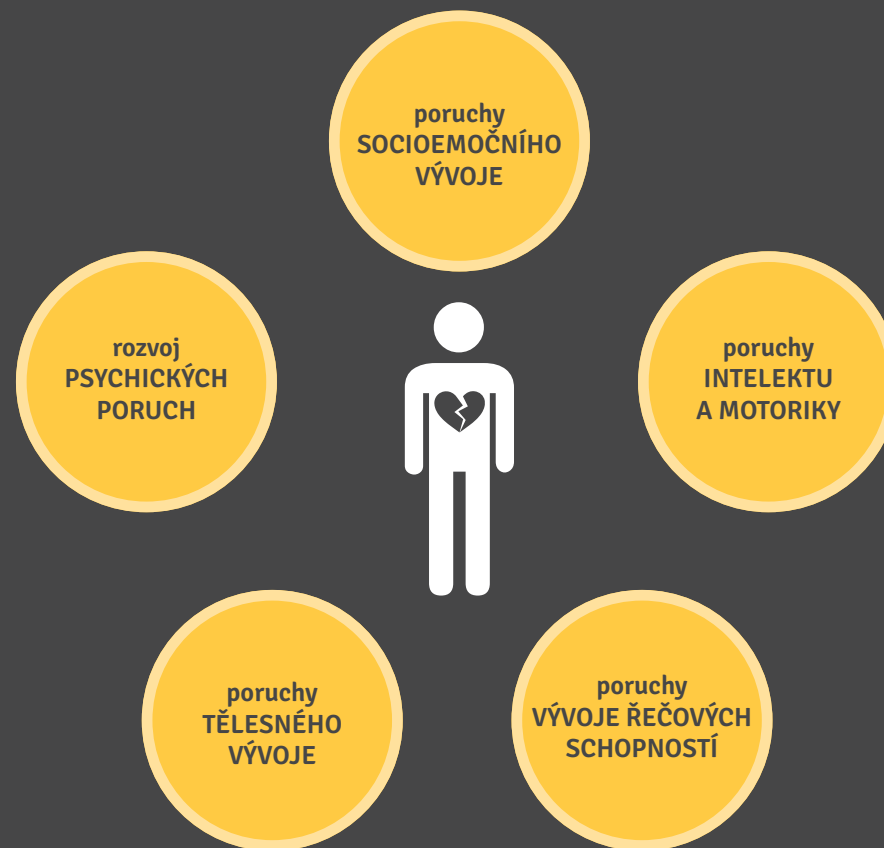 poruchy
SOCIOEMOČNÍHO
VÝVOJE
rozvoj
PSYCHICKÝCH
PORUCH
poruchy
INTELEKTU
A MOTORIKY
poruchy
TĚLESNÉHO
VÝVOJE
poruchy
VÝVOJE ŘEČOVÝCH
SCHOPNOSTÍ